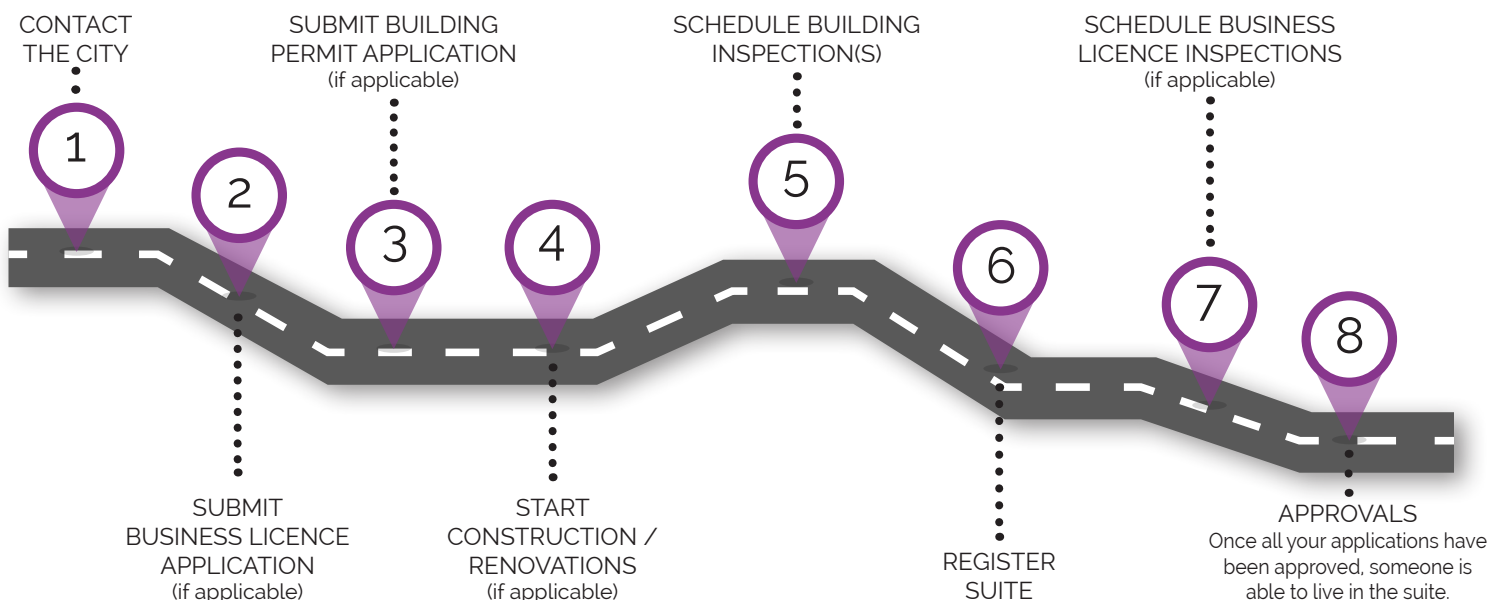 CONTACT
THE CITY
1
2
SUBMIT
BUSINESS LICENCE
APPLICATION
(if applicable)
SUBMIT BUILDING
PERMIT APPLICATION
(if applicable)
3
4
START
CONSTRUCTION /
RENOVATIONS
(if applicable)
SCHEDULE BUILDING
INSPECTION(S)
5
6
REGISTER
SUITE
SCHEDULE BUSINESS
LICENCE INSPECTIONS
(if applicable)
7
8
APPROVALS
Once all your applications have
been approved, someone is
able to live in the suite.